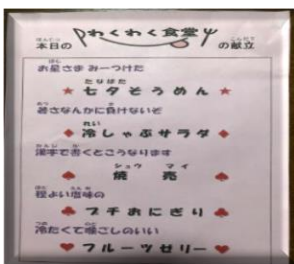 本日の わくわく食堂 の献立
お星さま みーつけた
★ 七夕そうめん ★
暑さなんかに負けないぞ
♦ 冷しゃぶサラダ ♦
漢字で書くとこうなります
♠ 焼売 ♠
程よい塩味の
♣ プチおにぎり ♣
冷たくて喉ごしのいい
♥ フルーツゼリー ♥